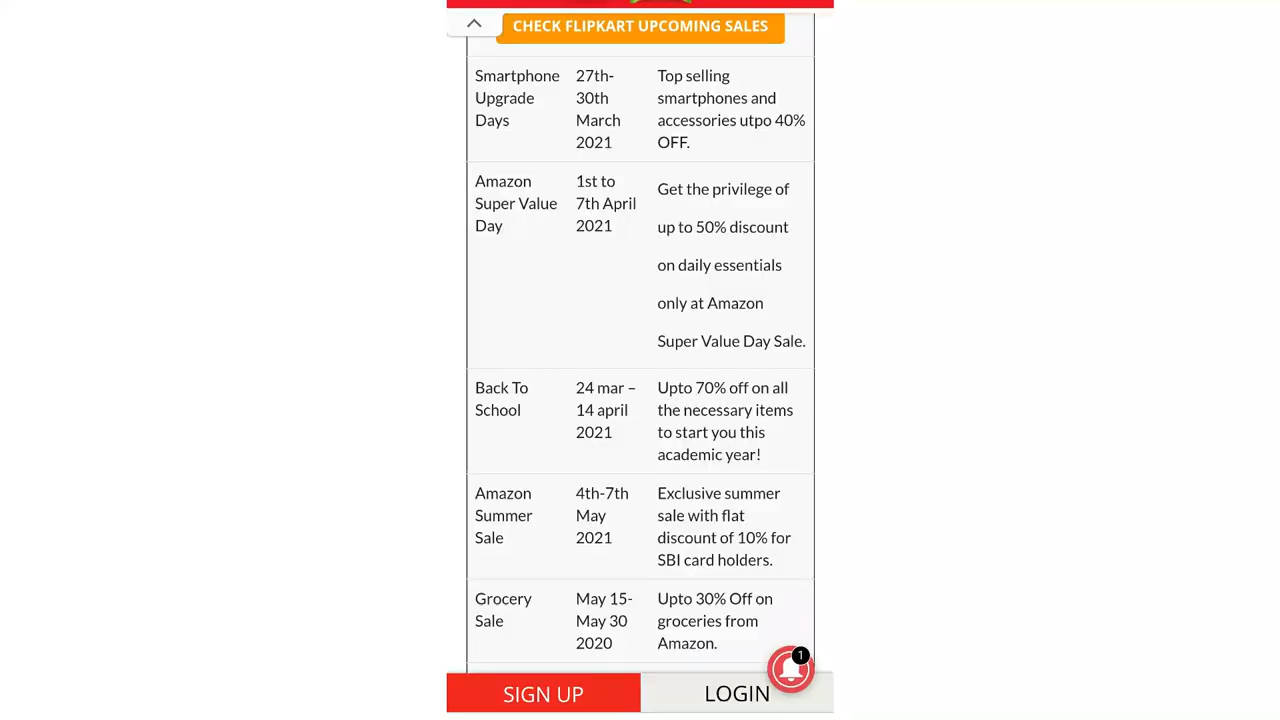 CHECK FLIPKART UPCOMING SALES
Smartphone
Upgrade
Days
27th-
30th
March
2021
Top selling
smartphones and
accessories utpo 40%
OFF.
Amazon
Super Value
Day
1st to
7th April
2021
Get the privilege of
up to 50% discount
on daily essentials
only at Amazon
Super Value Day Sale.
Back To
School
24 mar –
14 april
2021
Upto 70% off on all
the necessary items
to start you this
academic year!
Amazon
Summer
Sale
4th-7th
May
2021
Exclusive summer
sale with flat
discount of 10% for
SBI card holders.
Grocery
Sale
May 15-
May 30
2020
Upto 30% Off on
groceries from
Amazon.
1
SIGN UP
LOGIN